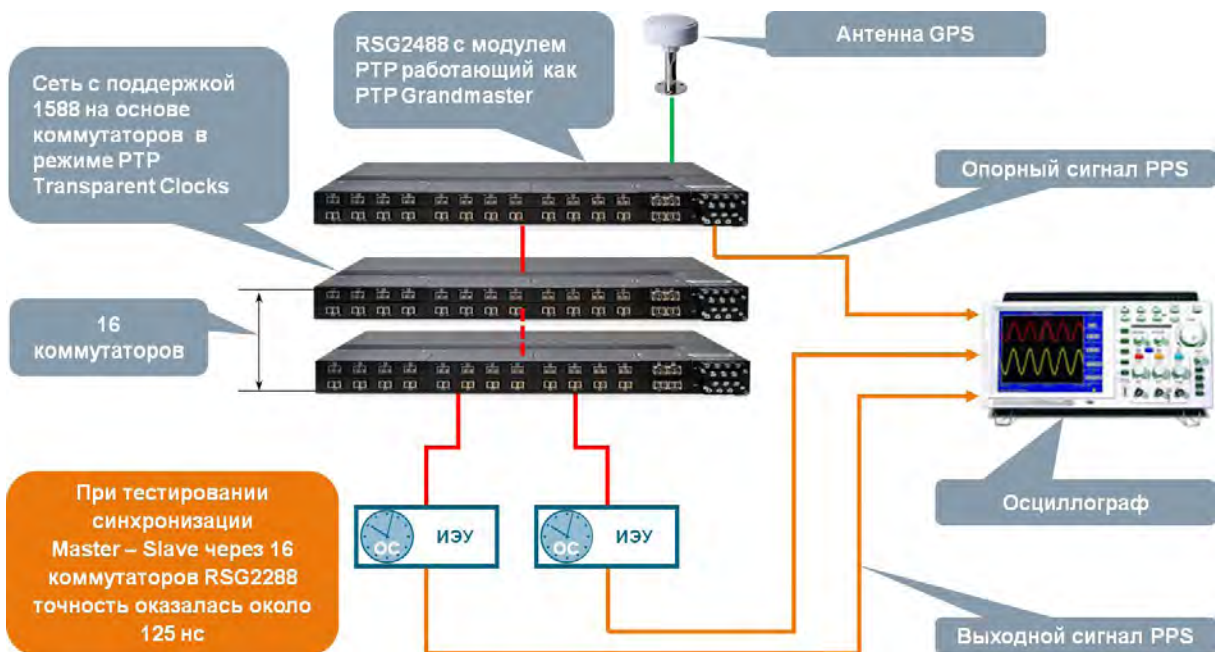 RSG2488 с модулем
PTP работающий как
PTP Grandmaster
Антенна GPS
Сеть с поддержкой
1588 на основе
коммутаторов в
режиме PTP
Transparent Clocks
Опорный сигнал PPS
16
коммутаторов
Осциллограф
При тестировании
синхронизации
Master – Slave через 16
коммутаторов RSG2288
точность оказалась около
125 нс
ОС
ИЭУ
ОС
ИЭУ
Выходной сигнал PPS